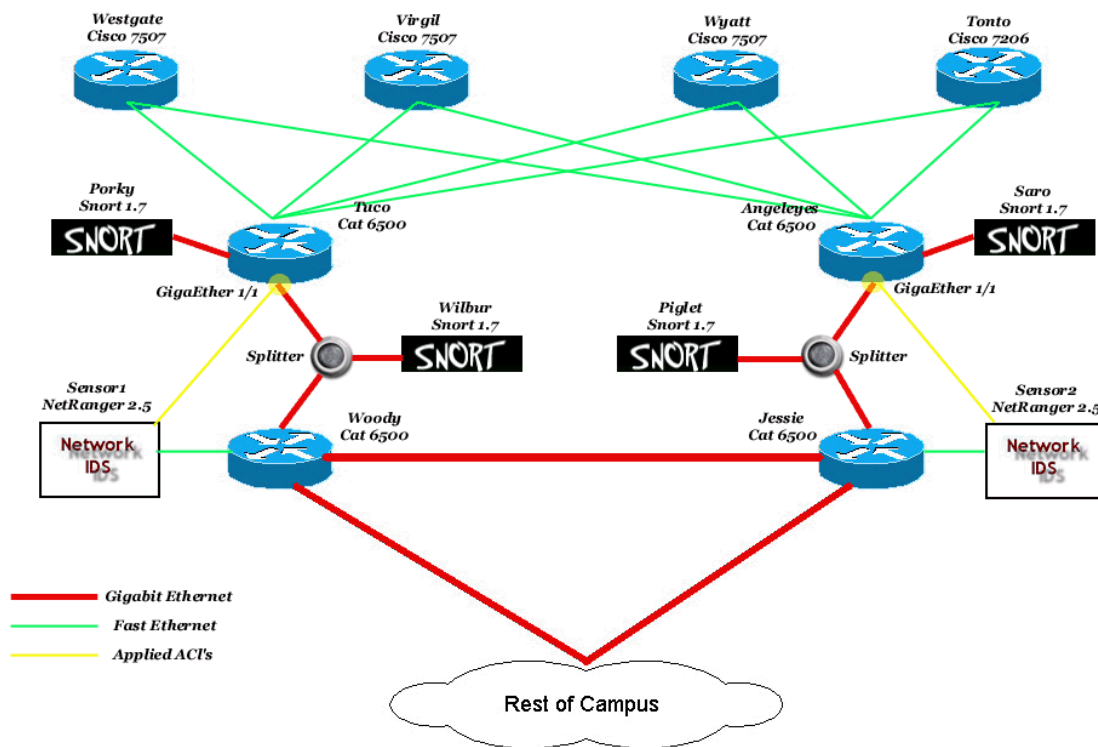 Westgate
Cisco 7507
Virgil
Cisco 7507
Wyatt
Cisco 7507
Tonto
Cisco 7206
Porky
Snort 1.7
SNORT
Tuco
Cat 6500
Angeleyes
Cat 6500
Saro
Snort 1.7
SNORT
GigaEther 1/1
GigaEther 1/1
Wilbur
Snort 1.7
SNORT
Piglet
Snort 1.7
SNORT
Splitter
Splitter
Sensor1
NetRanger 2.5
Network
IDS
Woody
Cat 6500
Jessie
Cat 6500
Sensor2
NetRanger 2.5
Network
IDS
Gigabit Ethernet
Fast Ethernet
Applied ACl's
Rest of Campus